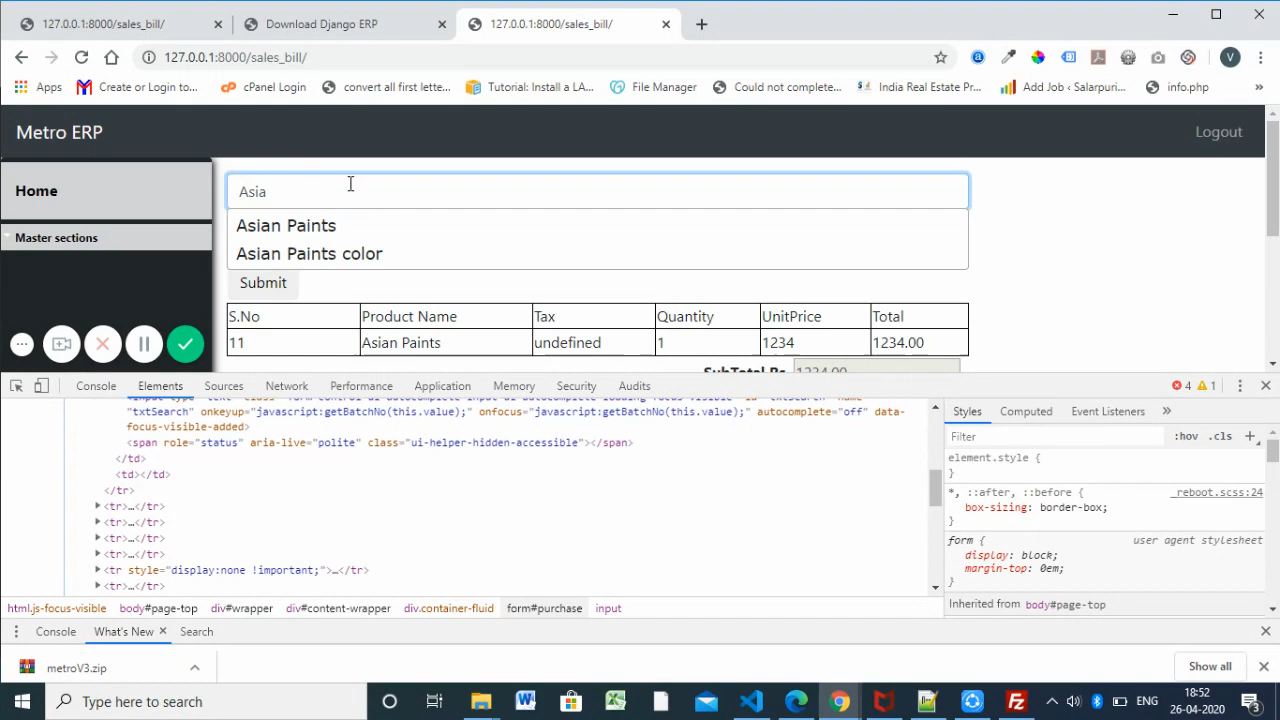 127.0.0.1:8000/sales_bill/
Download Django ERP
127.0.0.1:8000/sales_bill/
127.0.0.1:8000/sales_bill/
V
Apps
Create or Login to...
cPanel Login
convert all first lette...
Tutorial: Install a LA...
File Manager
Could not complete...
India Real Estate Pr...
Add Job ‹ Salarpuri...
info.php
»
Metro ERP
Logout
Home
Master sections
Asia
Asian Paints
Asian Paints color
Submit
S.No Product Name Tax Quantity UnitPrice Total
11 Asian Paints undefined 1 1234 1234.00
SubTotal Rs 1234.00
Console Elements Sources Network Performance Application Memory Security Audits
4 1
"txtSearch" onkeyup="javascript:getBatchNo(this.value);" onfocus="javascript:getBatchNo(this.value);" autocomplete="off" data-
focus-visible-added>
<span role="status" aria-live="polite" class="ui-helper-hidden-accessible"></span>
</td>
<td></td>
</tr>
<tr>…</tr>
<tr>…</tr>
<tr>…</tr>
<tr>…</tr>
<tr style="display:none !important;">…</tr>
<tr>…</tr>
html.js-focus-visible body#page-top div#wrapper div#content-wrapper div.container-fluid form#purchase input
Styles Computed Event Listeners »
Filter :hov .cls +
element.style {
}
*, ::after, ::before { _reboot.scss:24
box-sizing: border-box;
}
form { user agent stylesheet
display: block;
margin-top: 0em;
}
Inherited from body#page-top
Console What's New Search
metroV3.zip
Show all
Type here to search
ENG
18:52
26-04-2020
3